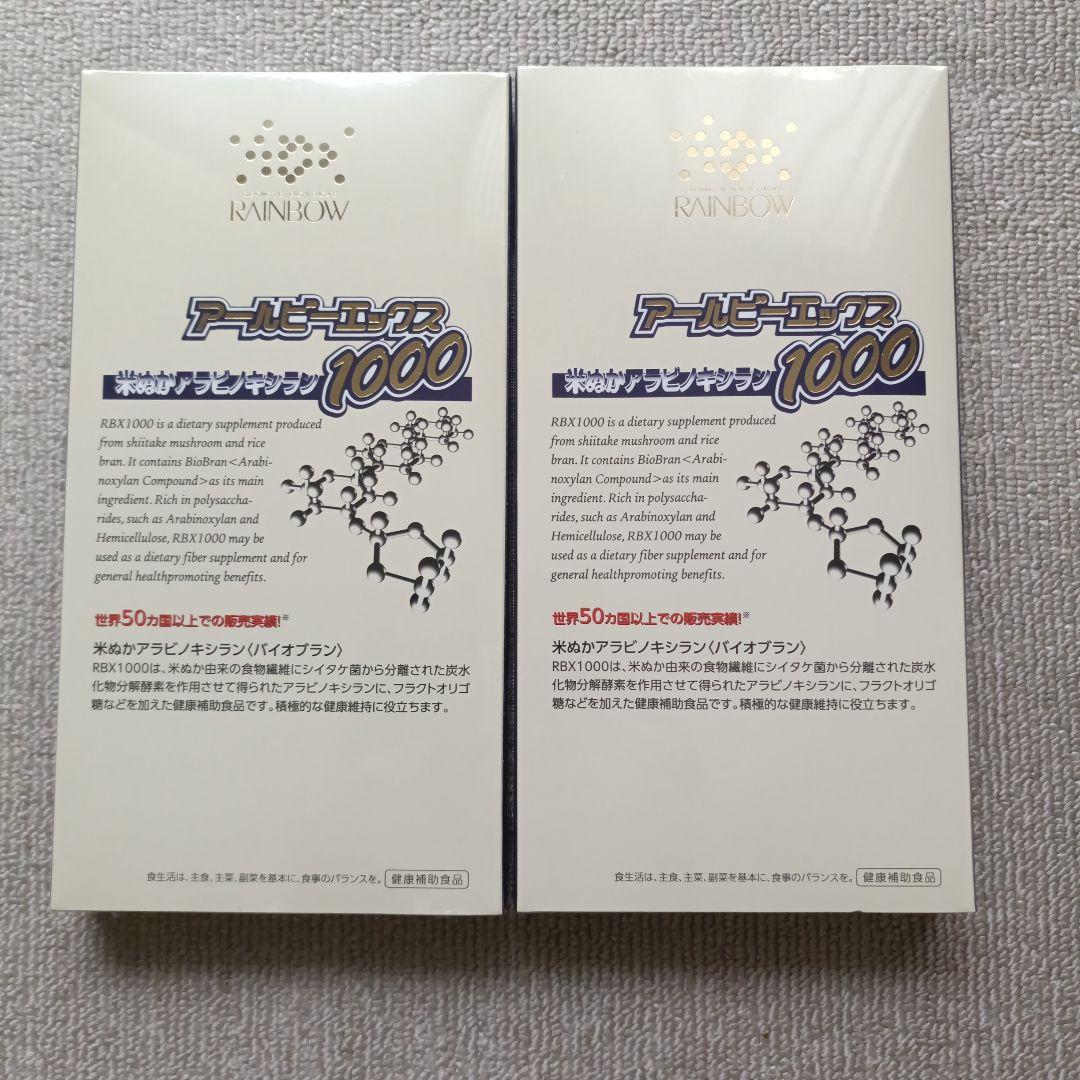 RAINBOW
アールビーエックス
米ぬかアラビノキシラン 1000
RBX1000 is a dietary supplement produced
from shiitake mushroom and rice
bran. It contains BioBran<Arabi-
noxylan Compound>as its main
ingredient. Rich in polysaccha-
rides, such as Arabinoxylan and
Hemicellulose, RBX1000 may be
used as a dietary fiber supplement and for
general healthpromoting benefits.
世界50カ国以上での販売実績!※
米ぬかアラビノキシラン〈バイオブラン〉
RBX1000は、米ぬか由来の食物繊維にシイタケ菌から分離された炭水
化物分解酵素を作用させて得られたアラビノキシランに、フラクトオリゴ
糖などを加えた健康補助食品です。積極的な健康維持に役立ちます。
食生活は、主食、主菜、副菜を基本に、食事のバランスを。 健康補助食品
RAINBOW
アールビーエックス
米ぬかアラビノキシラン 1000
RBX1000 is a dietary supplement produced
from shiitake mushroom and rice
bran. It contains BioBran<Arabi-
noxylan Compound>as its main
ingredient. Rich in polysaccha-
rides, such as Arabinoxylan and
Hemicellulose, RBX1000 may be
used as a dietary fiber supplement and for
general healthpromoting benefits.
世界50カ国以上での販売実績!※
米ぬかアラビノキシラン〈バイオブラン〉
RBX1000は、米ぬか由来の食物繊維にシイタケ菌から分離された炭水
化物分解酵素を作用させて得られたアラビノキシランに、フラクトオリゴ
糖などを加えた健康補助食品です。積極的な健康維持に役立ちます。
食生活は、主食、主菜、副菜を基本に、食事のバランスを。 健康補助食品